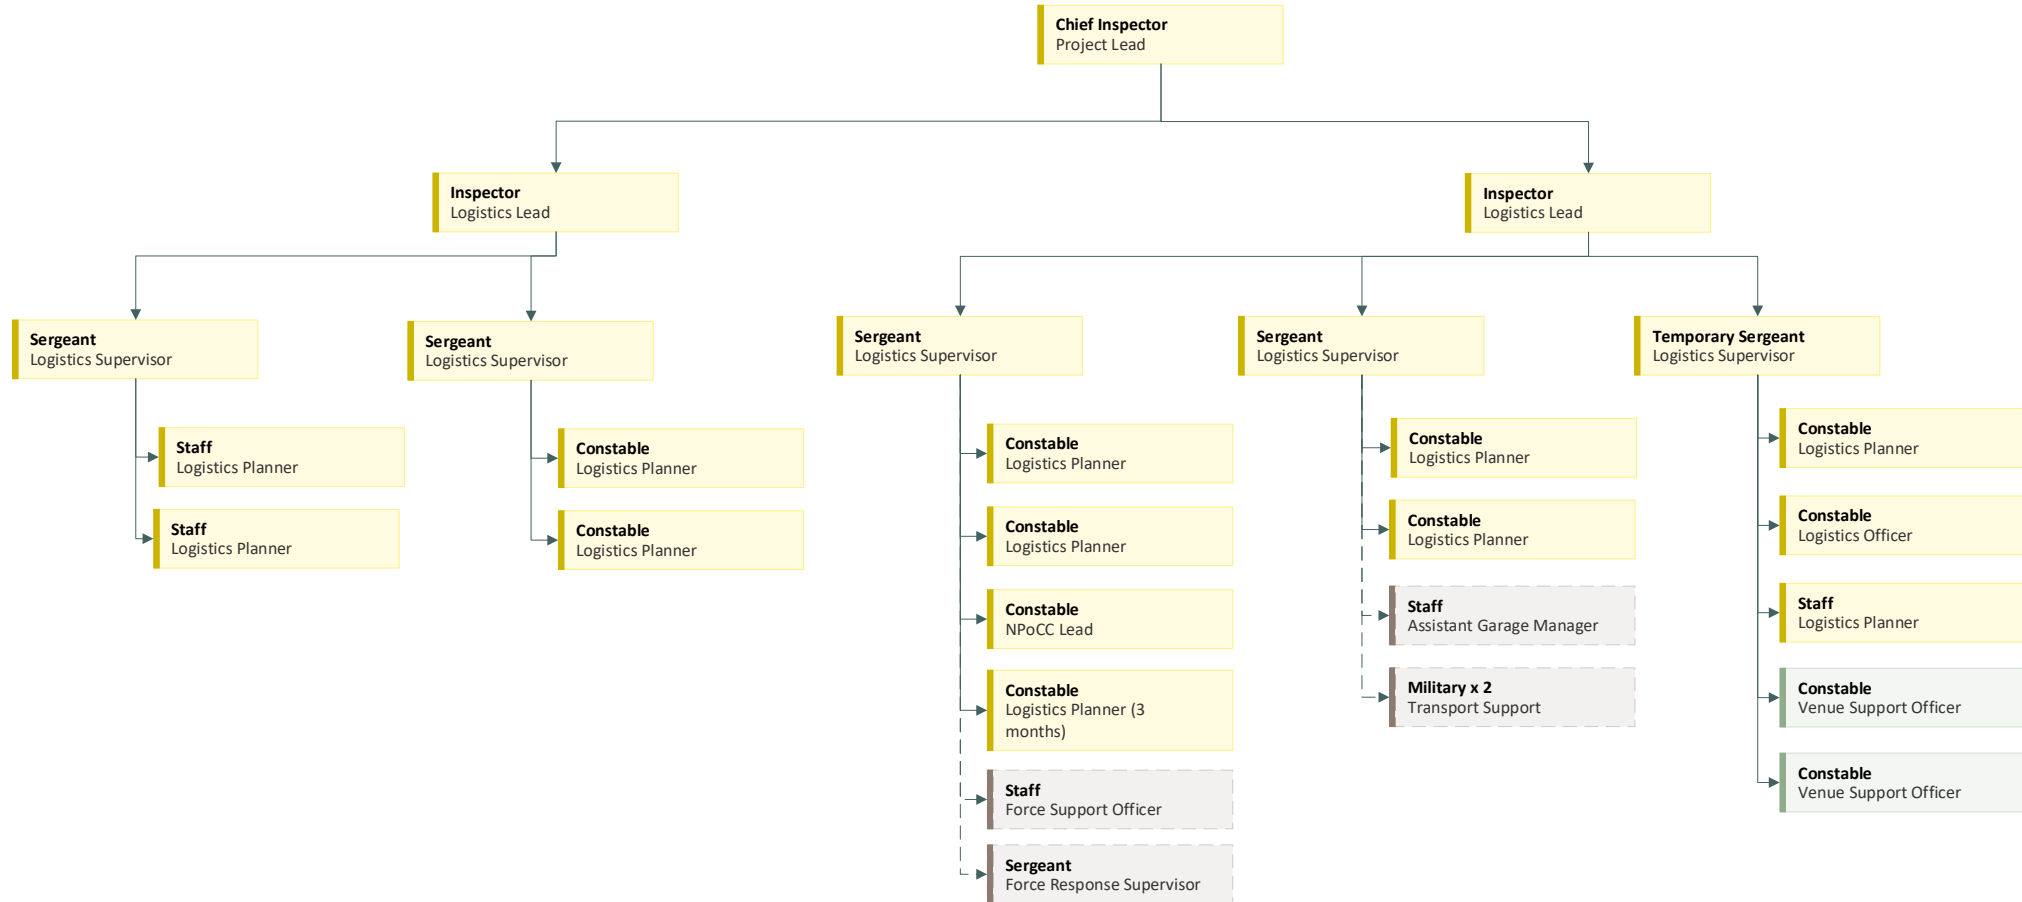 Chief Inspector
Project Lead
Inspector
Logistics Lead
Inspector
Logistics Lead
Sergeant
Logistics Supervisor
Sergeant
Logistics Supervisor
Sergeant
Logistics Supervisor
Sergeant
Logistics Supervisor
Temporary Sergeant
Logistics Supervisor
Staff
Logistics Planner
Staff
Logistics Planner
Constable
Logistics Planner
Constable
Logistics Planner
Constable
Logistics Planner
Constable
Logistics Planner
Constable
NPoCC Lead
Constable
Logistics Planner (3
months)
Staff
Force Support Officer
Sergeant
Force Response Supervisor
Constable
Logistics Planner
Constable
Logistics Planner
Staff
Assistant Garage Manager
Military x 2
Transport Support
Constable
Logistics Planner
Constable
Logistics Officer
Staff
Logistics Planner
Constable
Venue Support Officer
Constable
Venue Support Officer